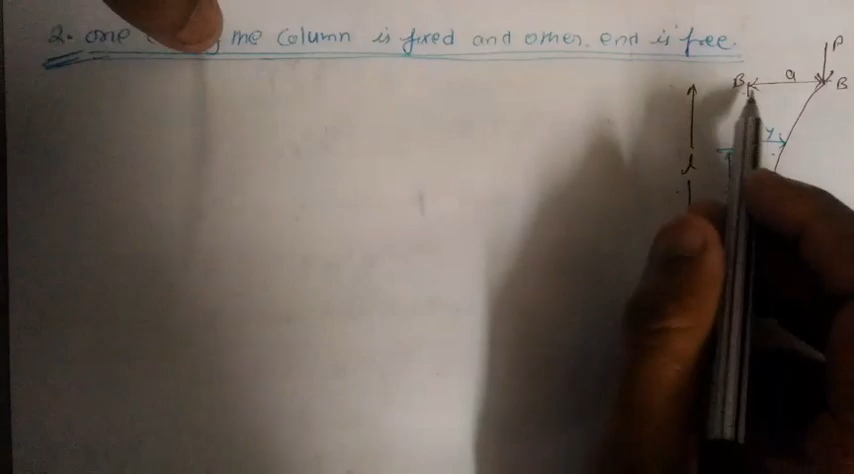 2. one the column is fixed and other. end is free.
P
B a B
y
l